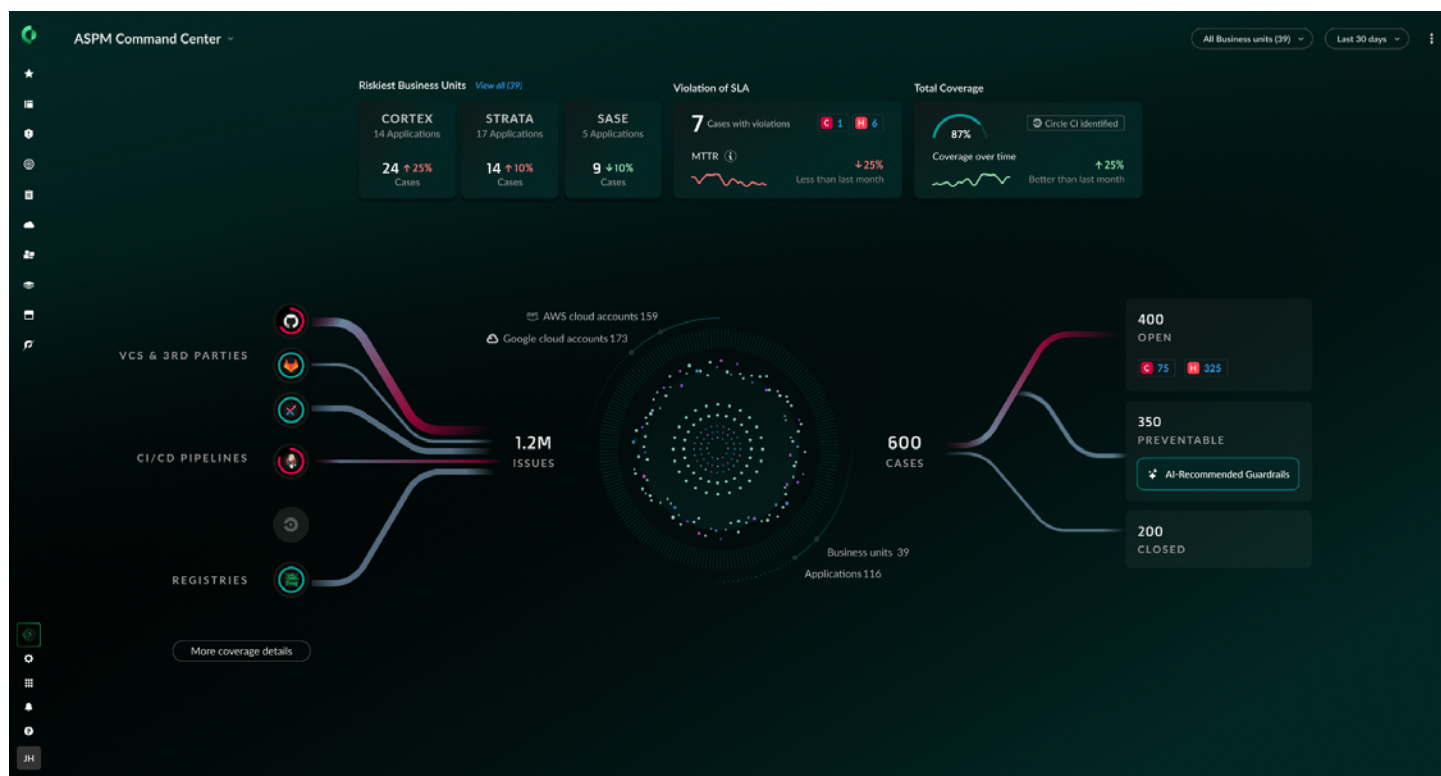 ASPM Command Center
All Business units (39)
Last 30 days
Riskiest Business Units View all (39)
CORTEX
14 Applications
24 ↑ 25%
Cases
STRATA
17 Applications
14 ↑ 10%
Cases
SASE
5 Applications
9 ↓ 10%
Cases
Violation of SLA
7 Cases with violations C 1 H 6
MTTR
↓ 25%
Less than last month
Total Coverage
87%
Circle CI identified
Coverage over time
↑ 25%
Better than last month
VCS & 3RD PARTIES
CI/CD PIPELINES
REGISTRIES
More coverage details
1.2M
ISSUES
aws AWS cloud accounts 159
Google cloud accounts 173
Business units 39
Applications 116
600
CASES
400
OPEN
C 75 H 325
350
PREVENTABLE
AI-Recommended Guardrails
200
CLOSED
JH